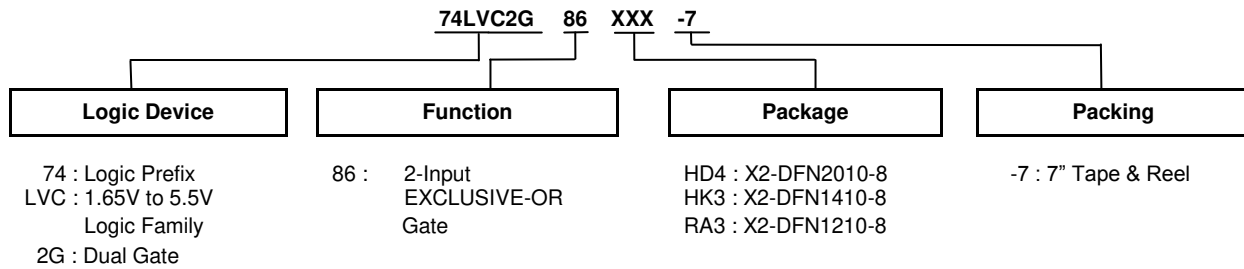 74LVC2G 86 XXX -7
Logic Device
Function
Package
Packing
74 : Logic Prefix
LVC : 1.65V to 5.5V
Logic Family
2G : Dual Gate
86 : 2-Input
EXCLUSIVE-OR
Gate
HD4 : X2-DFN2010-8
HK3 : X2-DFN1410-8
RA3 : X2-DFN1210-8
-7 : 7” Tape & Reel